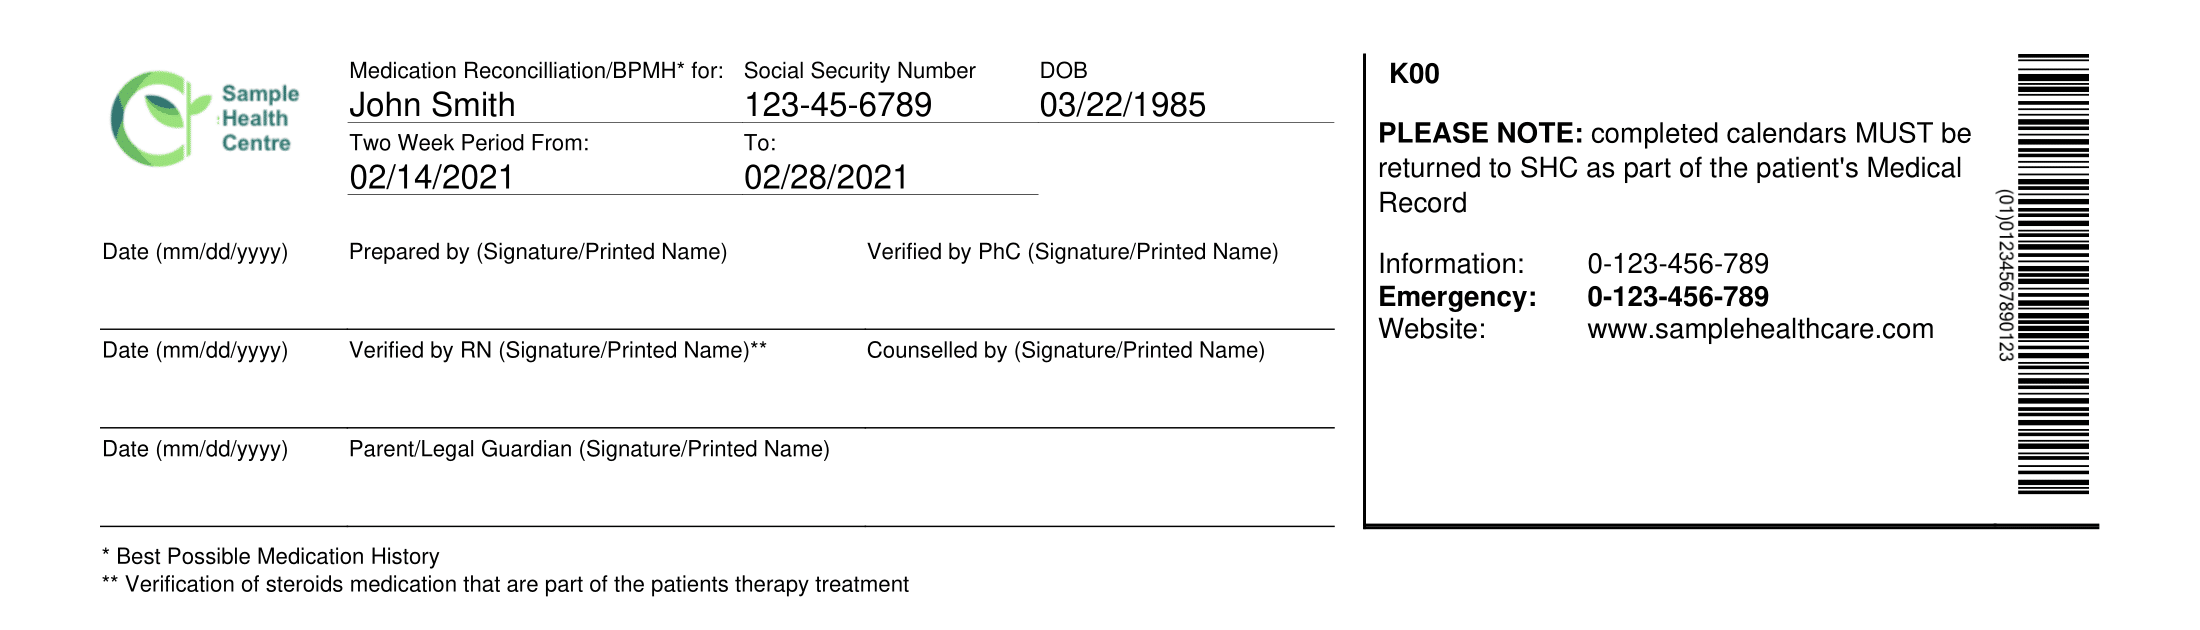 Sample
Health
Centre
Medication Reconcilliation/BPMH* for: Social Security Number DOB
John Smith 123-45-6789 03/22/1985
Two Week Period From: To:
02/14/2021 02/28/2021
Date (mm/dd/yyyy) Prepared by (Signature/Printed Name) Verified by PhC (Signature/Printed Name)
Date (mm/dd/yyyy) Verified by RN (Signature/Printed Name)** Counselled by (Signature/Printed Name)
Date (mm/dd/yyyy) Parent/Legal Guardian (Signature/Printed Name)
* Best Possible Medication History
** Verification of steroids medication that are part of the patients therapy treatment
K00
PLEASE NOTE: completed calendars MUST be
returned to SHC as part of the patient's Medical
Record
Information: 0-123-456-789
Emergency: 0-123-456-789
Website: www.samplehealthcare.com
(01)01234567890123